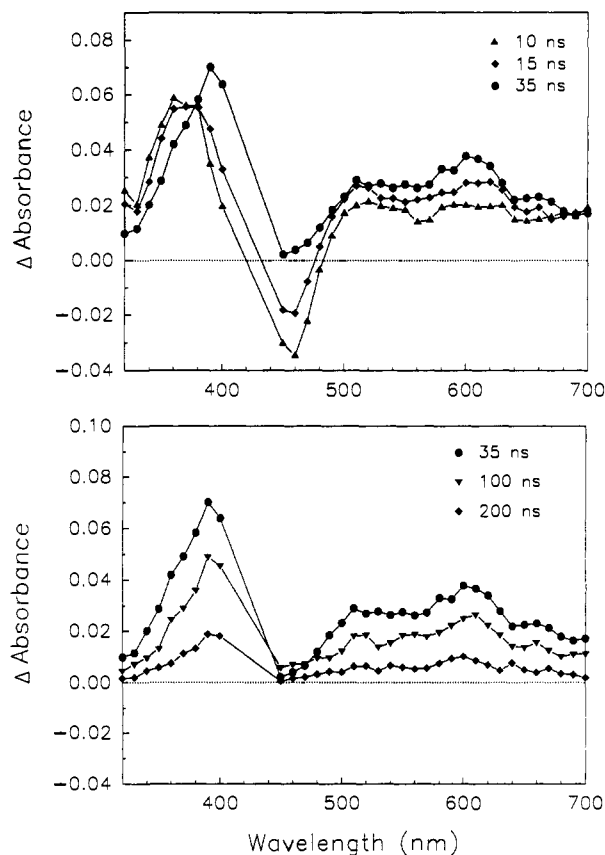 0.08
0.06
0.04
0.02
0.00
-0.02
-0.04
Δ Absorbance
▲ 10 ns
◆ 15 ns
● 35 ns
400
500
600
700
0.10
0.08
0.06
0.04
0.02
0.00
-0.02
-0.04
Δ Absorbance
● 35 ns
▼ 100 ns
◆ 200 ns
400
500
600
700
Wavelength (nm)